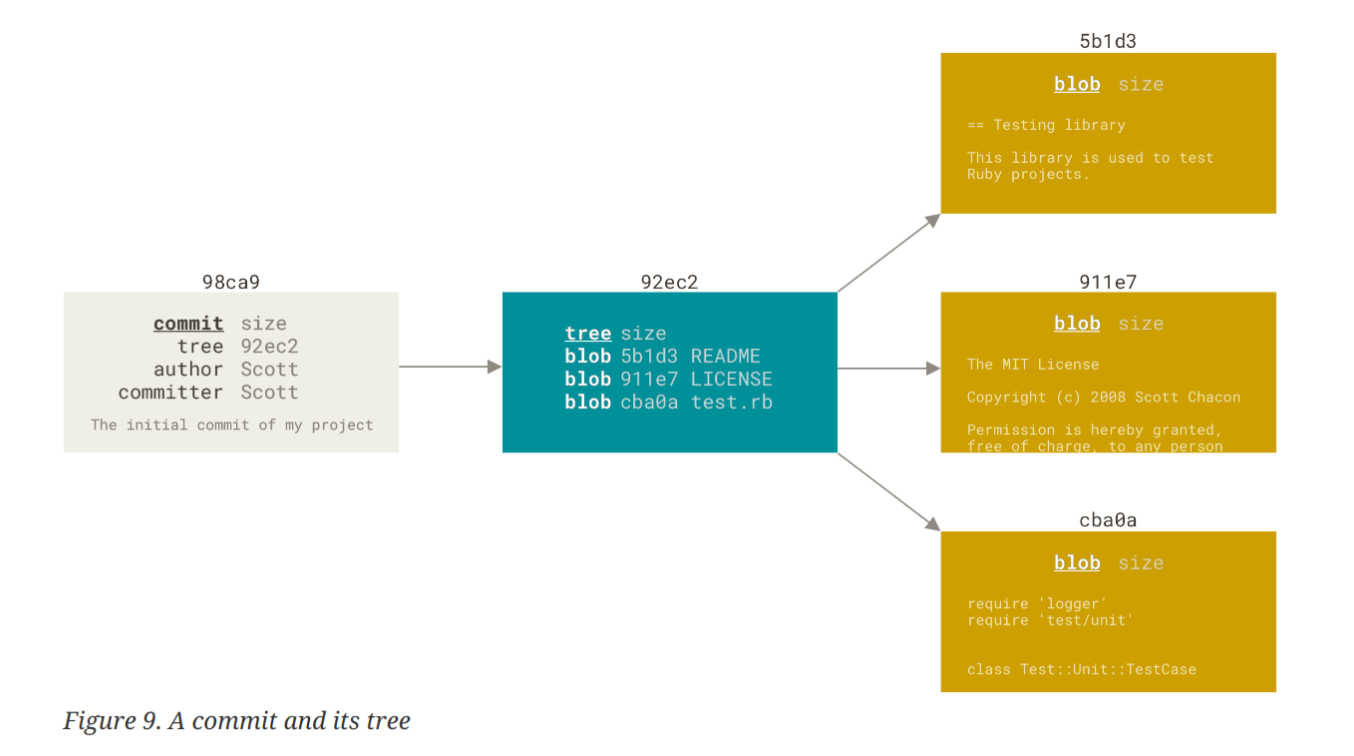 98ca9
commit size
tree 92ec2
author Scott
committer Scott
The initial commit of my project
92ec2
tree size
blob 5b1d3 README
blob 911e7 LICENSE
blob cba0a test.rb
5b1d3
blob size
== Testing library
This library is used to test
Ruby projects.
911e7
blob size
The MIT License
Copyright (c) 2008 Scott Chacon
Permission is hereby granted,
free of charge, to any person
cba0a
blob size
require 'logger'
require 'test/unit'
class Test::Unit::TestCase
Figure 9. A commit and its tree